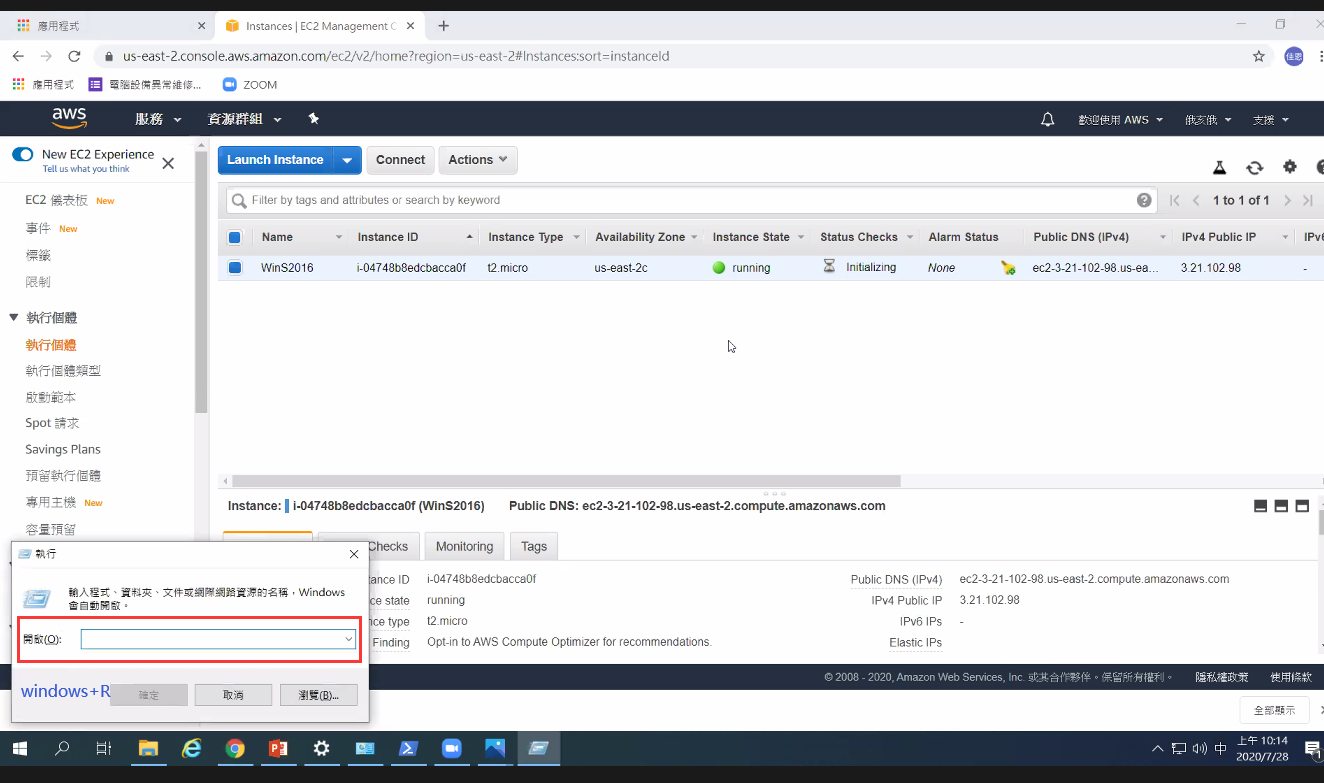 應用程式
Instances | EC2 Management C
us-east-2.console.aws.amazon.com/ec2/v2/home?region=us-east-2#Instances:sort=instanceId
佳恩
應用程式 電腦設備異常維修... ZOOM
aws 服務 資源群組 歡迎使用 AWS 俄亥俄 支援
New EC2 Experience
Tell us what you think
Launch Instance Connect Actions
EC2 儀表板 New
事件 New
標籤
限制
執行個體
執行個體
執行個體類型
啟動範本
Spot 請求
Savings Plans
預留執行個體
專用主機 New
容量預留
Filter by tags and attributes or search by keyword
1 to 1 of 1
Name Instance ID Instance Type Availability Zone Instance State Status Checks Alarm Status Public DNS (IPv4) IPv4 Public IP IPv6
WinS2016 i-04748b8edcbacca0f t2.micro us-east-2c running Initializing None ec2-3-21-102-98.us-ea... 3.21.102.98 -
Instance: i-04748b8edcbacca0f (WinS2016) Public DNS: ec2-3-21-102-98.us-east-2.compute.amazonaws.com
Checks Monitoring Tags
tance ID i-04748b8edcbacca0f Public DNS (IPv4) ec2-3-21-102-98.us-east-2.compute.amazonaws.com
ce state running IPv4 Public IP 3.21.102.98
nce type t2.micro IPv6 IPs -
Finding Opt-in to AWS Compute Optimizer for recommendations. Elastic IPs
執行
輸入程式、資料夾、文件或網際網路資源的名稱，Windows
會自動開啟。
開啟(O):
windows+R 確定 取消 瀏覽(B)...
© 2008 - 2020, Amazon Web Services, Inc. 或其合作夥伴。保留所有權利。 隱私權政策 使用條款
全部顯示
中 上午 10:14
2020/7/28
1